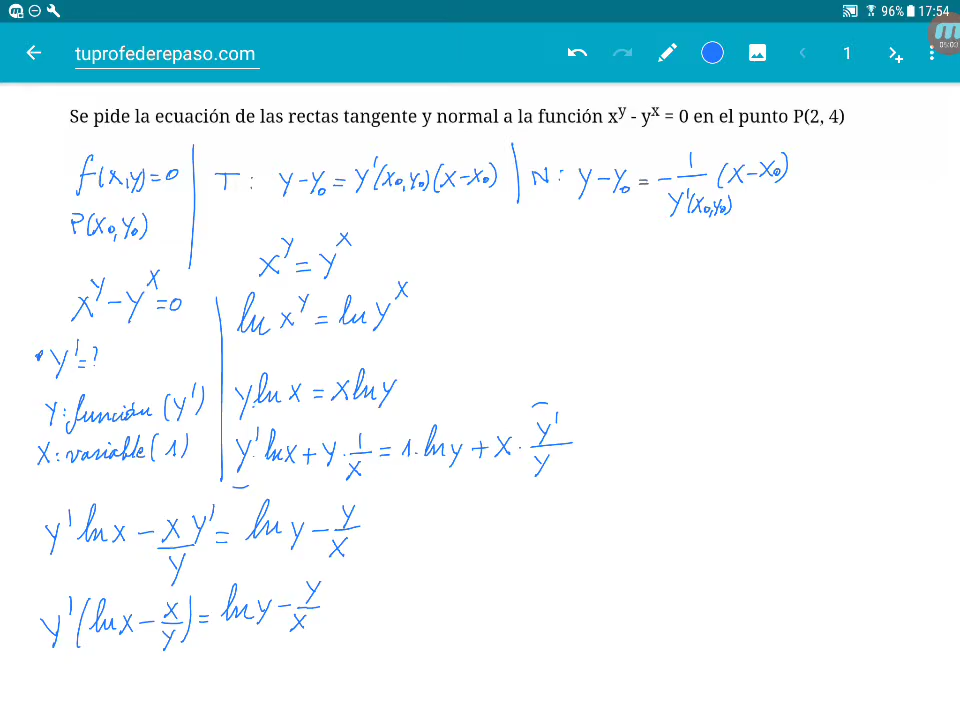 96% 17:54
tuprofederepaso.com
1
05:03
Se pide la ecuación de las rectas tangente y normal a la función x^y - y^x = 0 en el punto P(2, 4)
f(x,y)=0
P(x₀,y₀)
T: y-y₀ = y'(x₀,y₀)(x-x₀)
N: y-y₀ = -1/y'(x₀,y₀) (x-x₀)
x^y - y^x = 0
• y'=?
y: función (y')
x: variable (1)
x^y = y^x
ln x^y = ln y^x
y.ln x = x ln y
y'·ln x + y·1/x = 1·ln y + x·y'/y
y' ln x - x/y y' = ln y - y/x
y'(ln x - x/y) = ln y - y/x